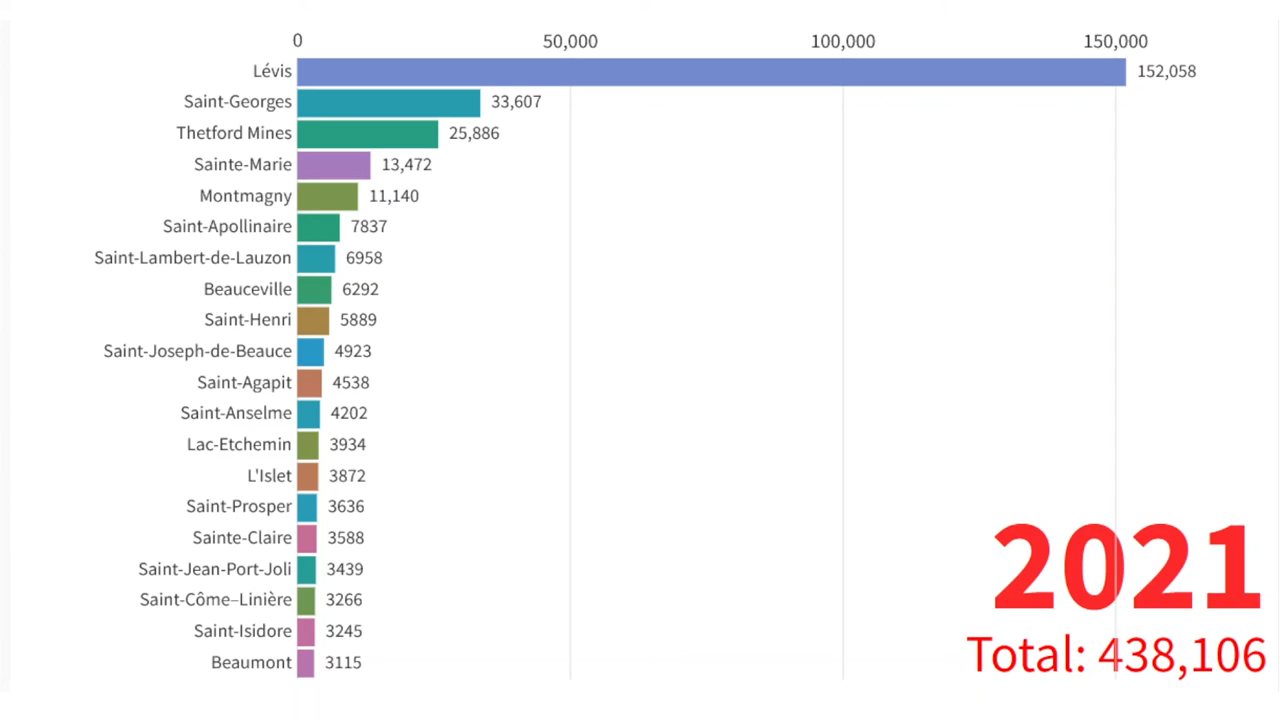 0 50,000 100,000 150,000
Lévis 152,058
Saint-Georges 33,607
Thetford Mines 25,886
Sainte-Marie 13,472
Montmagny 11,140
Saint-Apollinaire 7837
Saint-Lambert-de-Lauzon 6958
Beauceville 6292
Saint-Henri 5889
Saint-Joseph-de-Beauce 4923
Saint-Agapit 4538
Saint-Anselme 4202
Lac-Etchemin 3934
L'Islet 3872
Saint-Prosper 3636
Sainte-Claire 3588
Saint-Jean-Port-Joli 3439
Saint-Côme–Linière 3266
Saint-Isidore 3245
Beaumont 3115
2021
Total: 438,106